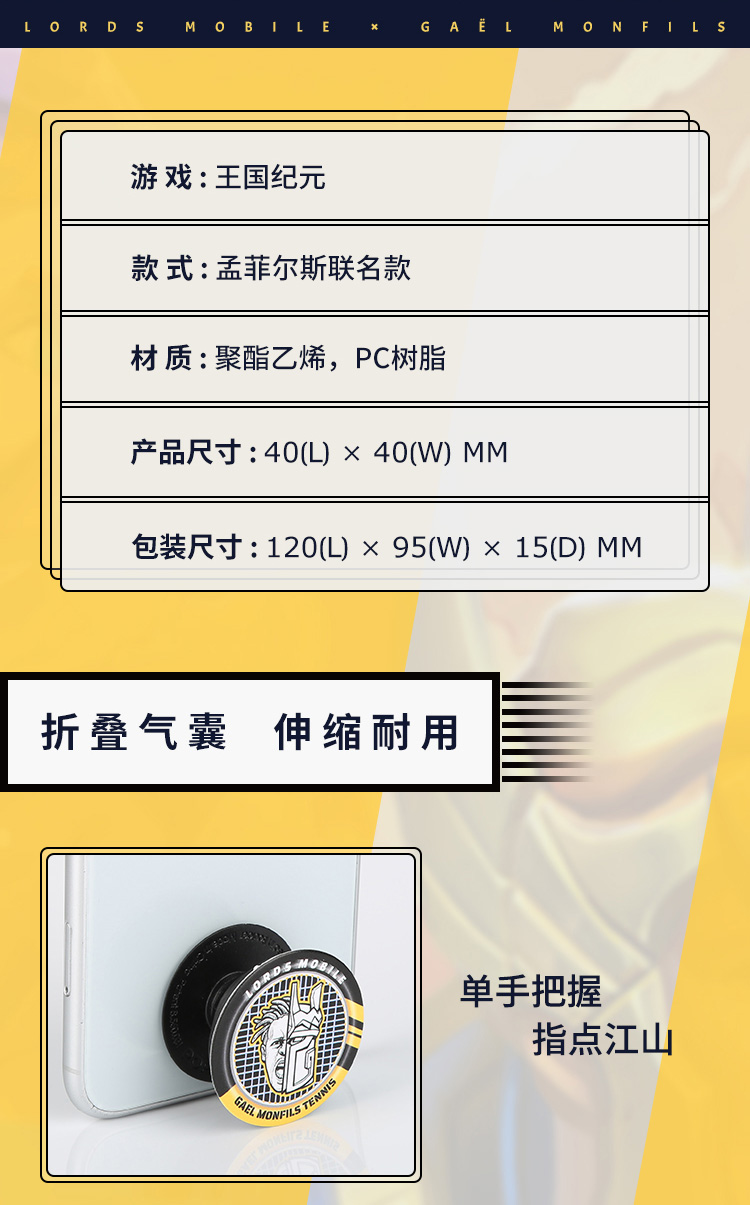 LORDS MOBILE × GAËL MONFILS
游 戏 : 王国纪元
款 式 : 孟菲尔斯联名款
材 质 : 聚酯乙烯，PC树脂
产品尺寸 : 40(L) × 40(W) MM
包装尺寸 : 120(L) × 95(W) × 15(D) MM
折叠气囊 伸缩耐用
LORDS MOBILE
GAEL MONFILS TENNIS
单手把握
指点江山